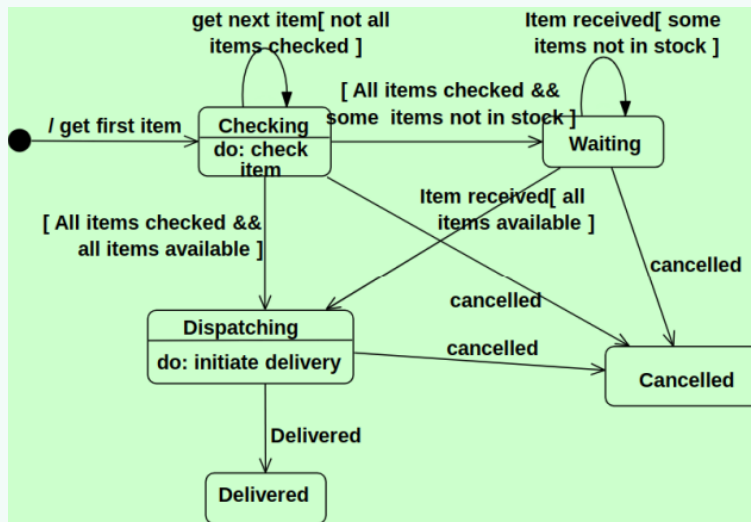 get next item[ not all
items checked ]
Item received[ some
items not in stock ]
[ All items checked &&
some items not in stock ]
/ get first item
Checking
do: check
item
Waiting
[ All items checked &&
all items available ]
Item received[ all
items available ]
cancelled
cancelled
Dispatching
do: initiate delivery
cancelled
Cancelled
Delivered
Delivered